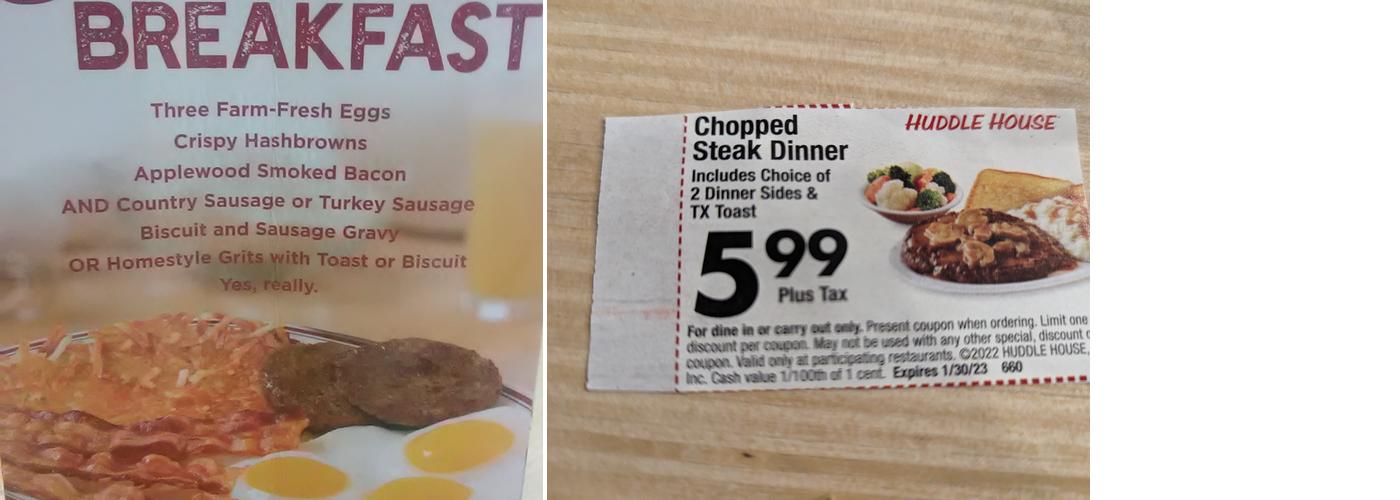 BREAKFAST
Three Farm-Fresh Eggs
Crispy Hashbrowns
Applewood Smoked Bacon
AND Country Sausage or Turkey Sausage
Biscuit and Sausage Gravy
OR Homestyle Grits with Toast or Biscuit
Yes, really.
Chopped
Steak Dinner
HUDDLE HOUSE
Includes Choice of
2 Dinner Sides &
TX Toast
5 99
Plus Tax
For dine in or carry out only. Present coupon when ordering. Limit one
discount per coupon. May not be used with any other special, discount
coupon. Valid only at participating restaurants. ©2022 HUDDLE HOUSE,
Inc. Cash value 1/100th of 1 cent. Expires 1/30/23 660